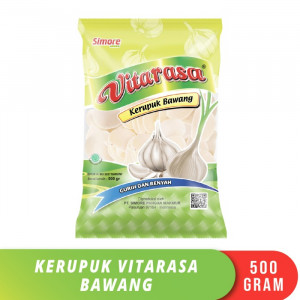 Simore
Vitarasa
Kerupuk Bawang
GURIH DAN RENYAH
KERUPUK VITARASA
BAWANG
500
GRAM